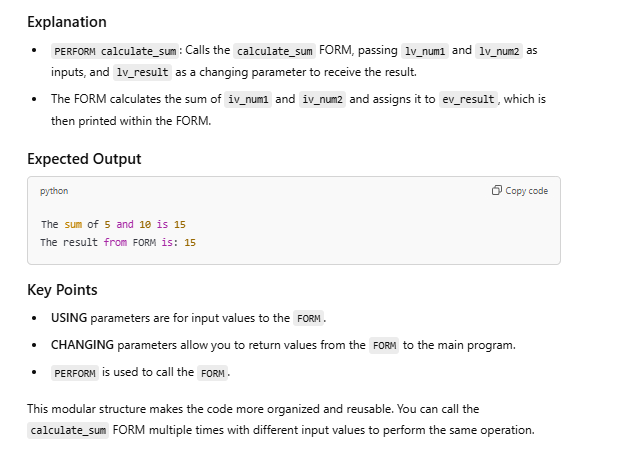 Explanation
• PERFORM calculate_sum: Calls the calculate_sum FORM, passing lv_num1 and lv_num2 as
inputs, and lv_result as a changing parameter to receive the result.
• The FORM calculates the sum of iv_num1 and iv_num2 and assigns it to ev_result, which is
then printed within the FORM.
Expected Output
python Copy code
The sum of 5 and 10 is 15
The result from FORM is: 15
Key Points
• USING parameters are for input values to the FORM.
• CHANGING parameters allow you to return values from the FORM to the main program.
• PERFORM is used to call the FORM.
This modular structure makes the code more organized and reusable. You can call the
calculate_sum FORM multiple times with different input values to perform the same operation.